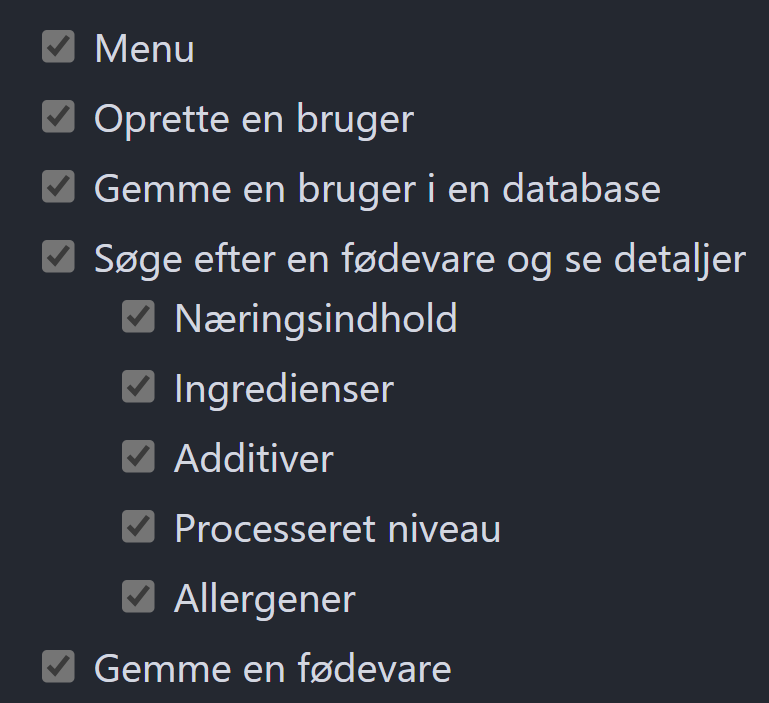 Menu
Oprette en bruger
Gemme en bruger i en database
Søge efter en fødevare og se detaljer
Næringsindhold
Ingredienser
Additiver
Processeret niveau
Allergener
Gemme en fødevare